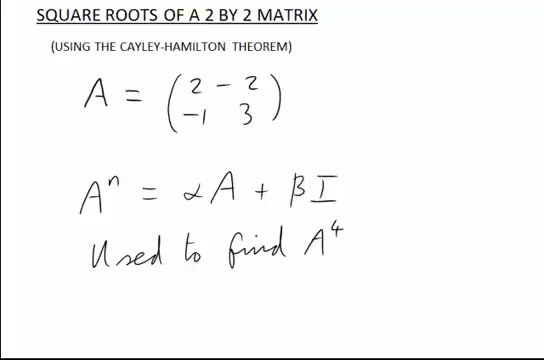 SQUARE ROOTS OF A 2 BY 2 MATRIX
(USING THE CAYLEY-HAMILTON THEOREM)
A = (2 -2
-1 3)
Aⁿ = αA + βI
Used to find A⁴